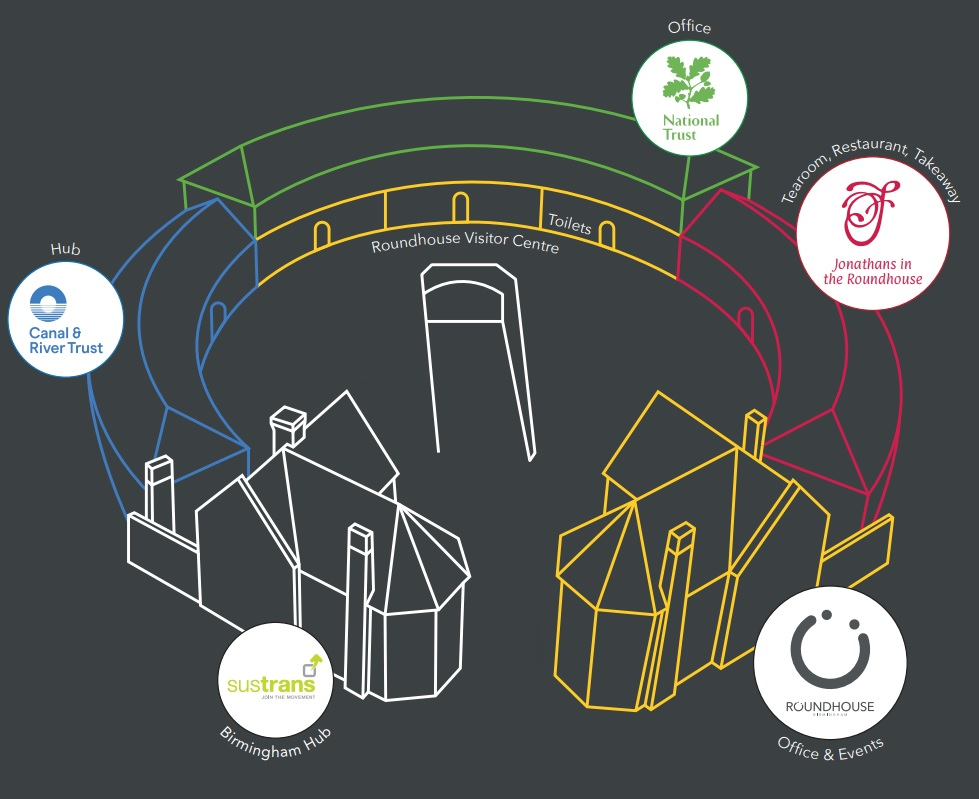 Office
National
Trust
Tearoom, Restaurant, Takeaway
Jonathans in
the Roundhouse
Toilets
Roundhouse Visitor Centre
Hub
Canal &
River Trust
sustrans
JOIN THE MOVEMENT
Birmingham Hub
ROUNDHOUSE
BIRMINGHAM
Office & Events